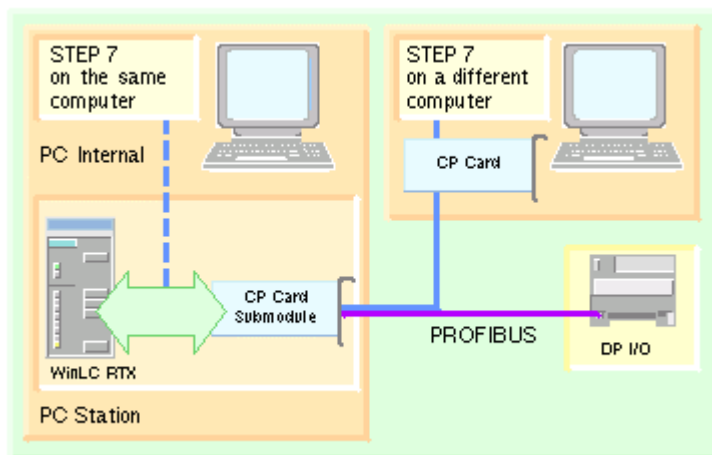 STEP 7
on the same
computer
PC Internal
STEP 7
on a different
computer
CP Card
CP Card
Submodule
WinLC RTX
PC Station
PROFIBUS
DP I/O